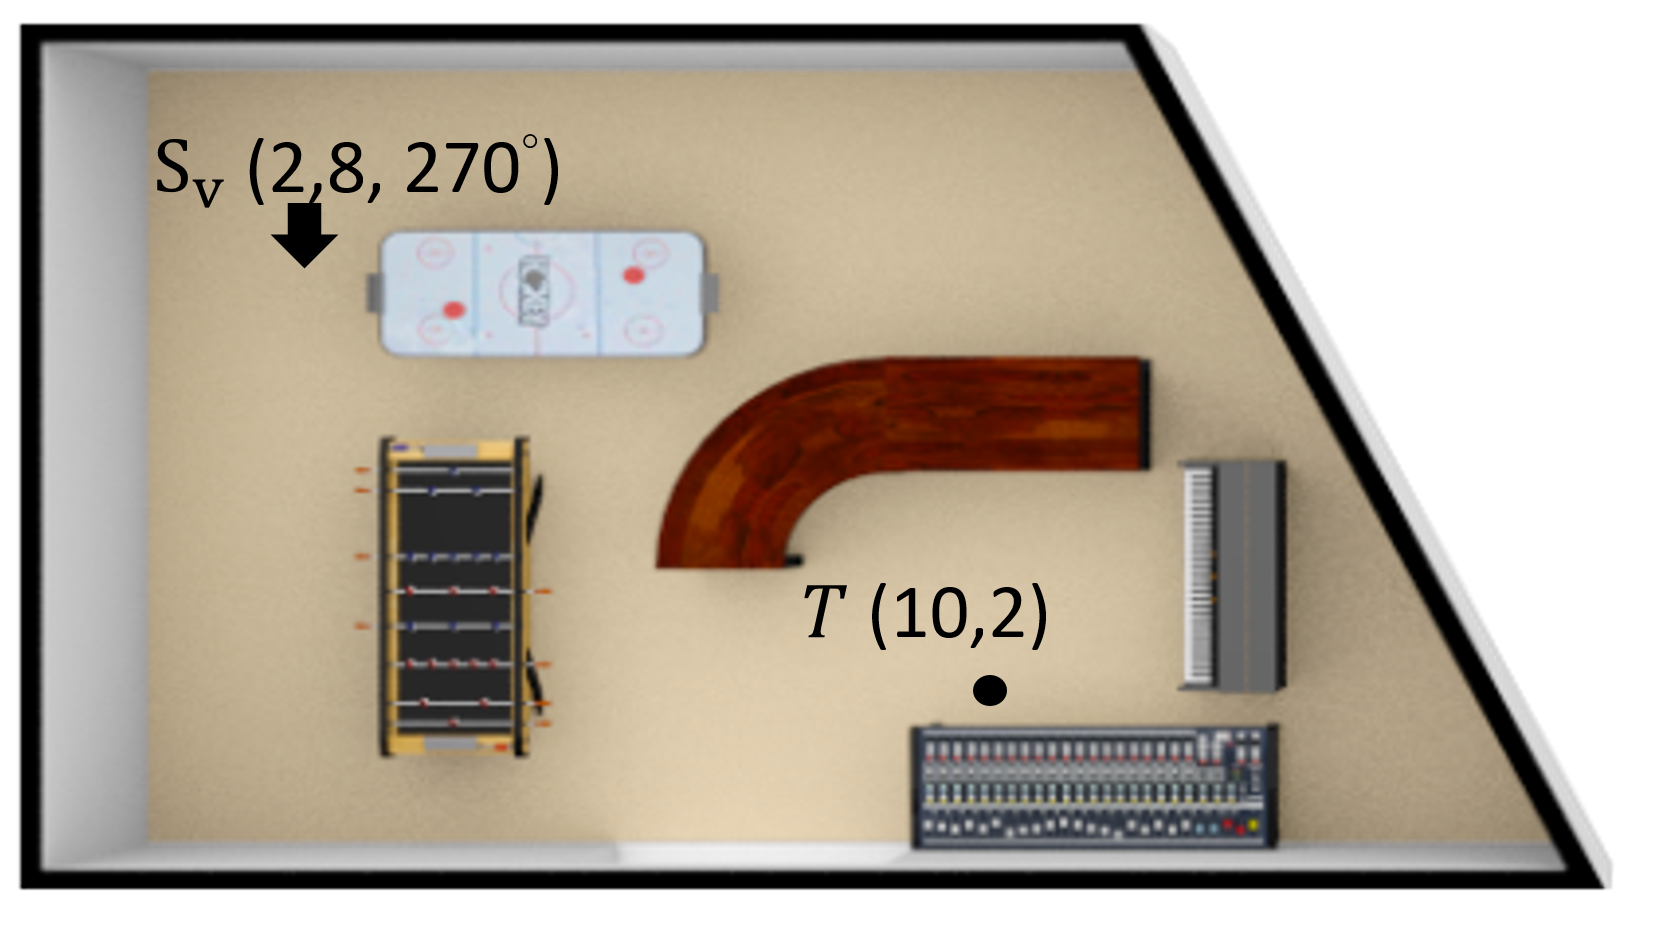 S_v (2,8, 270°)
T (10,2)